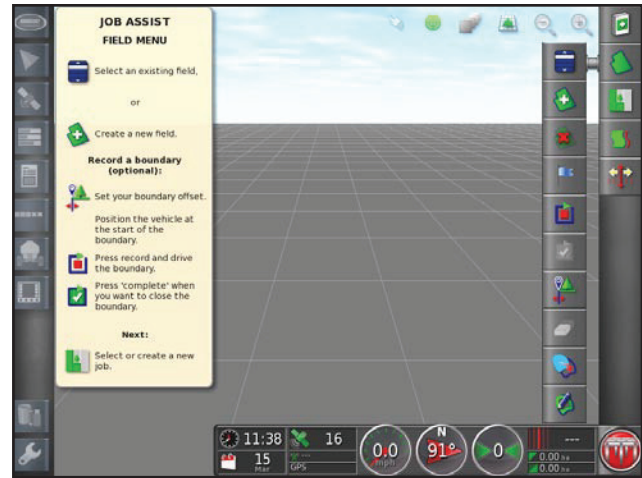 JOB ASSIST
FIELD MENU
Select an existing field,
or
Create a new field.
Record a boundary
(optional):
Set your boundary offset.
Position the vehicle at
the start of the
boundary.
Press record and drive
the boundary.
Press 'complete' when
you want to close the
boundary.
Next:
Select or create a new
job.
11:38
16
15
Mar
---
GPS
0.0
mph
N
91°
0
---
0.00 ha
0.00 ha